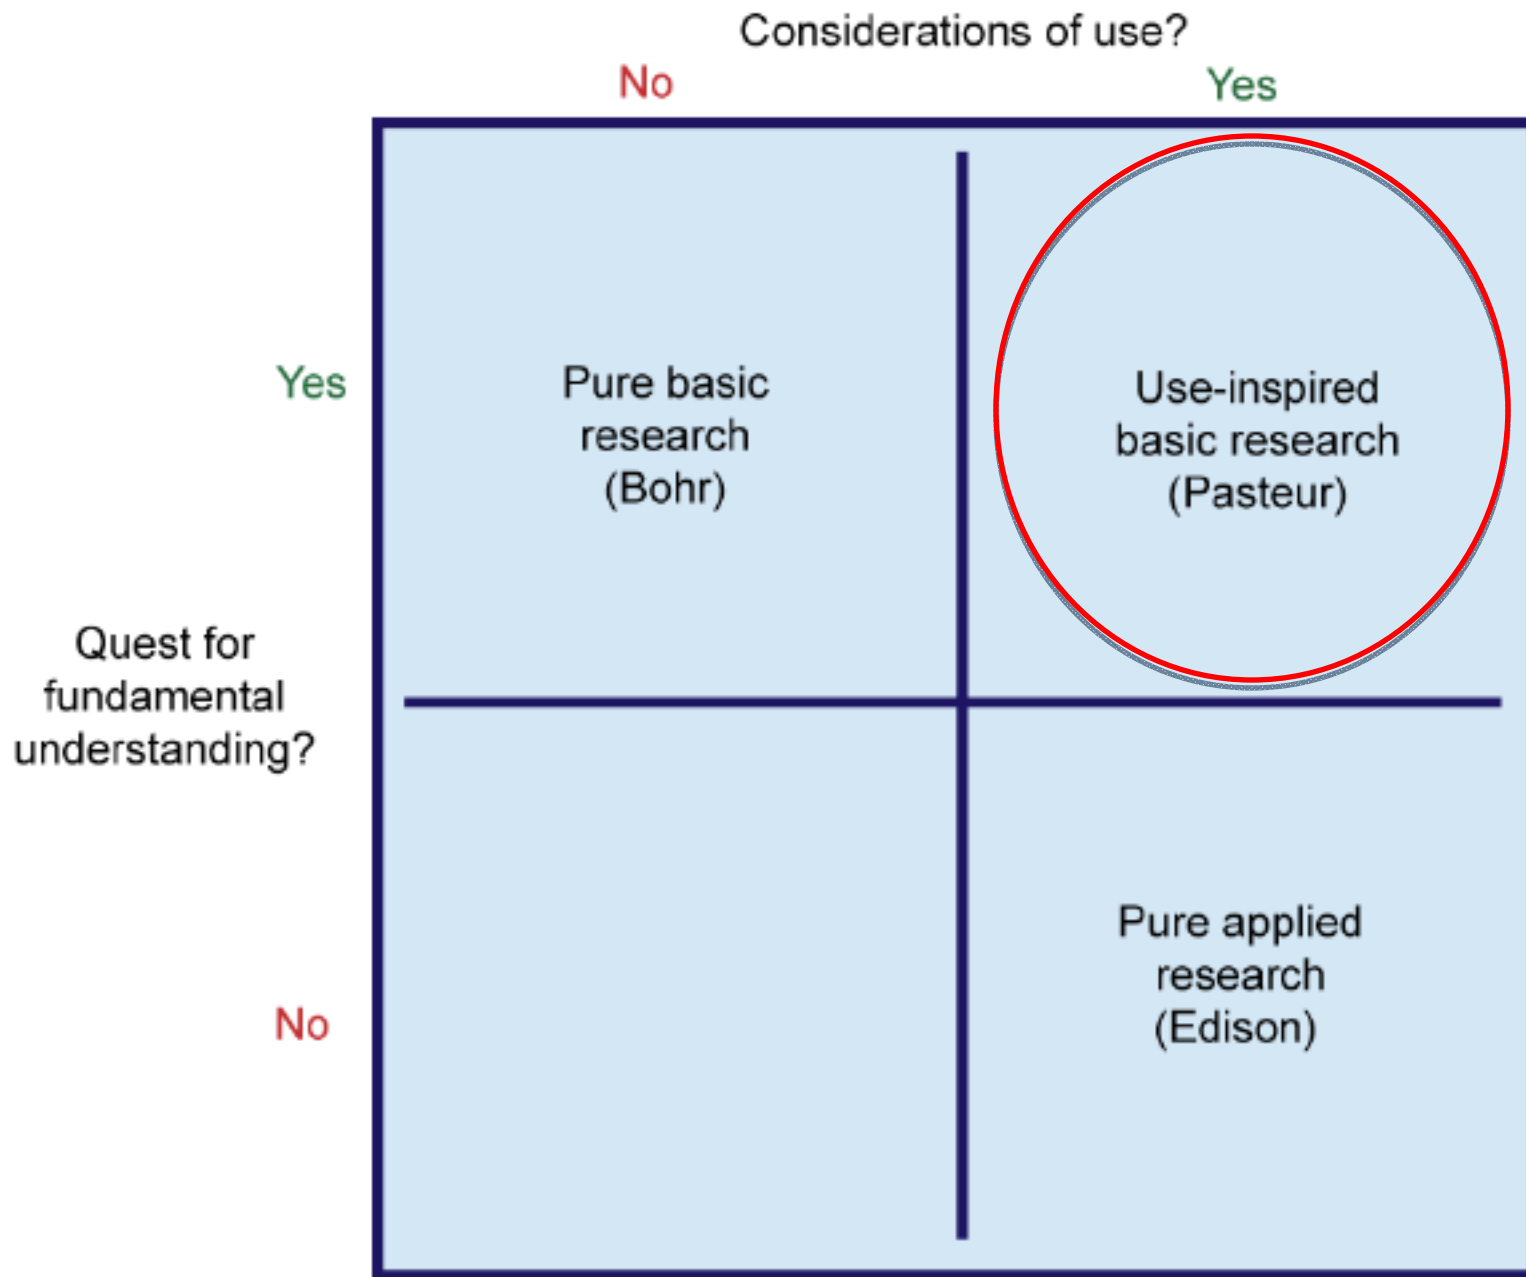 Considerations of use?
No
Yes
Yes
Pure basic
research
(Bohr)
Use-inspired
basic research
(Pasteur)
Quest for
fundamental
understanding?
No
Pure applied
research
(Edison)